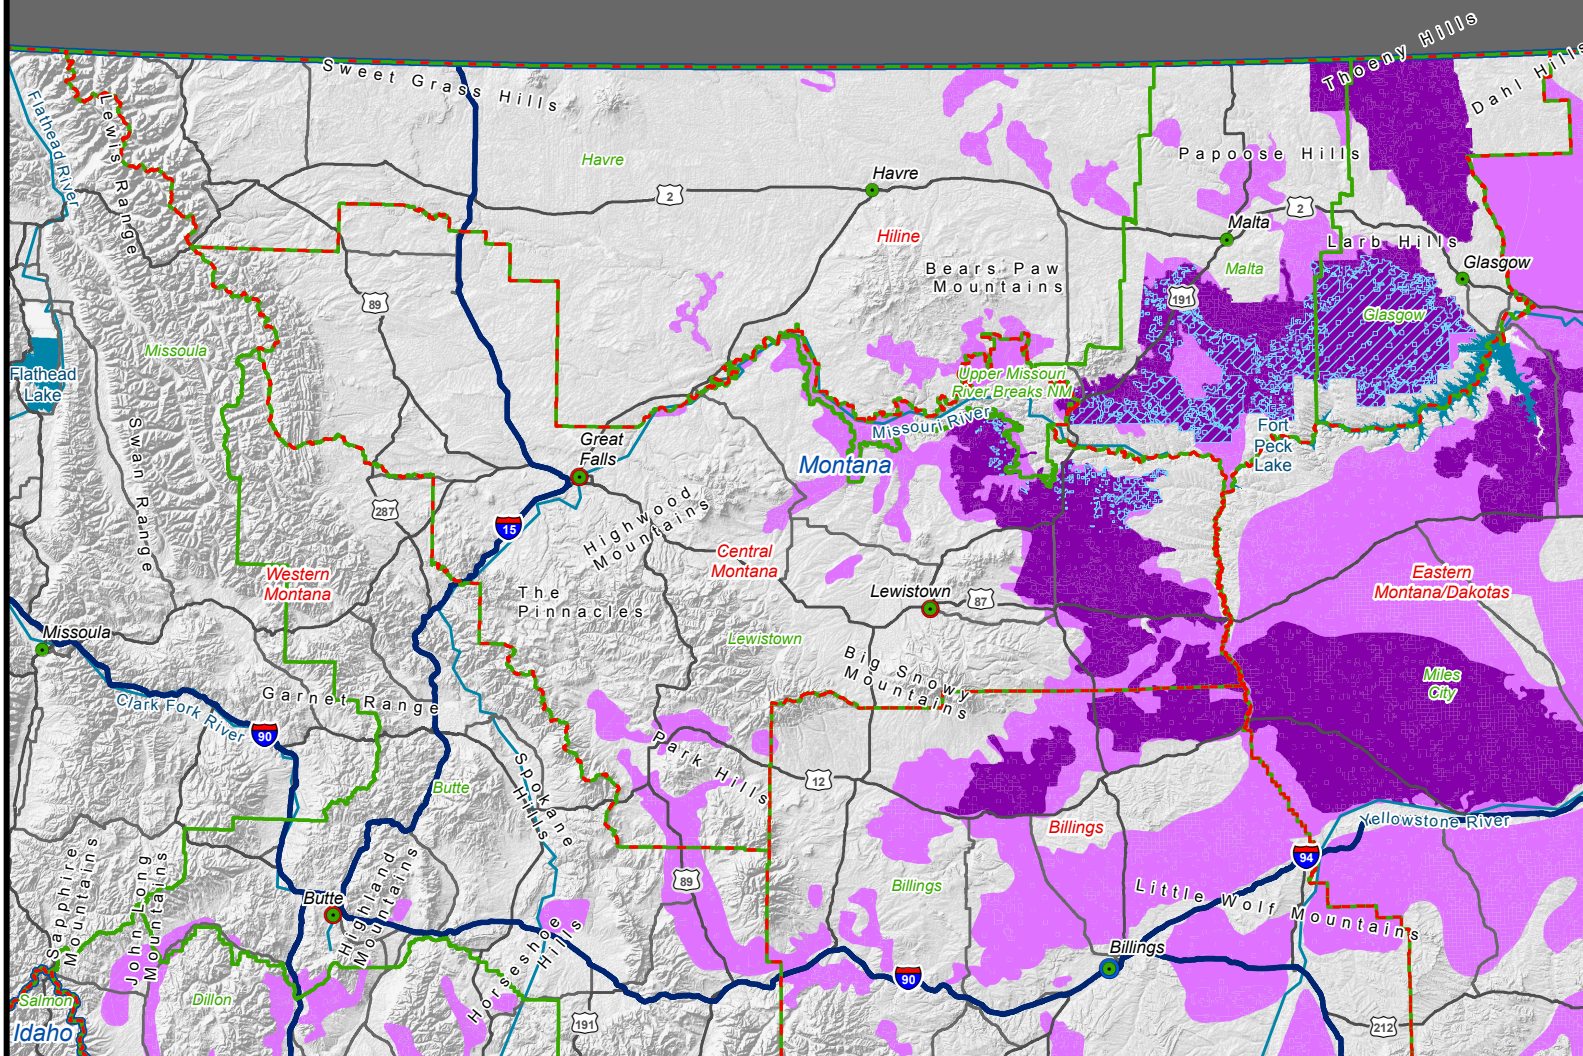 Sweet Grass Hills
Thoeny Hills
Dahl Hills
Flathead River
Lewis Range
Havre
Havre
2
Papoose Hills
2
Malta
Hiline
Larb Hills
Glasgow
Bears Paw
Mountains
Malta
89
191
Glasgow
Missoula
Flathead
Lake
Upper Missouri
River Breaks NM
Missouri River
Swan Range
Great
Falls
Montana
Fort
Peck
Lake
287
15
Highwood
Mountains
Central
Montana
Western
Montana
The
Pinnacles
Lewistown
87
Eastern
Montana/Dakotas
Missoula
Lewistown
Big Snowy
Mountains
Miles
City
Garnet Range
Clark Fork River
90
Park Hills
12
Spokane
Hills
Butte
Billings
Yellowstone River
94
Sapphire
Mountains
John Long
Mountains
Highland
Mountains
89
Billings
Little Wolf Mountains
Butte
Horseshoe
Hills
Billings
90
Salmon
Dillon
Idaho
191
212